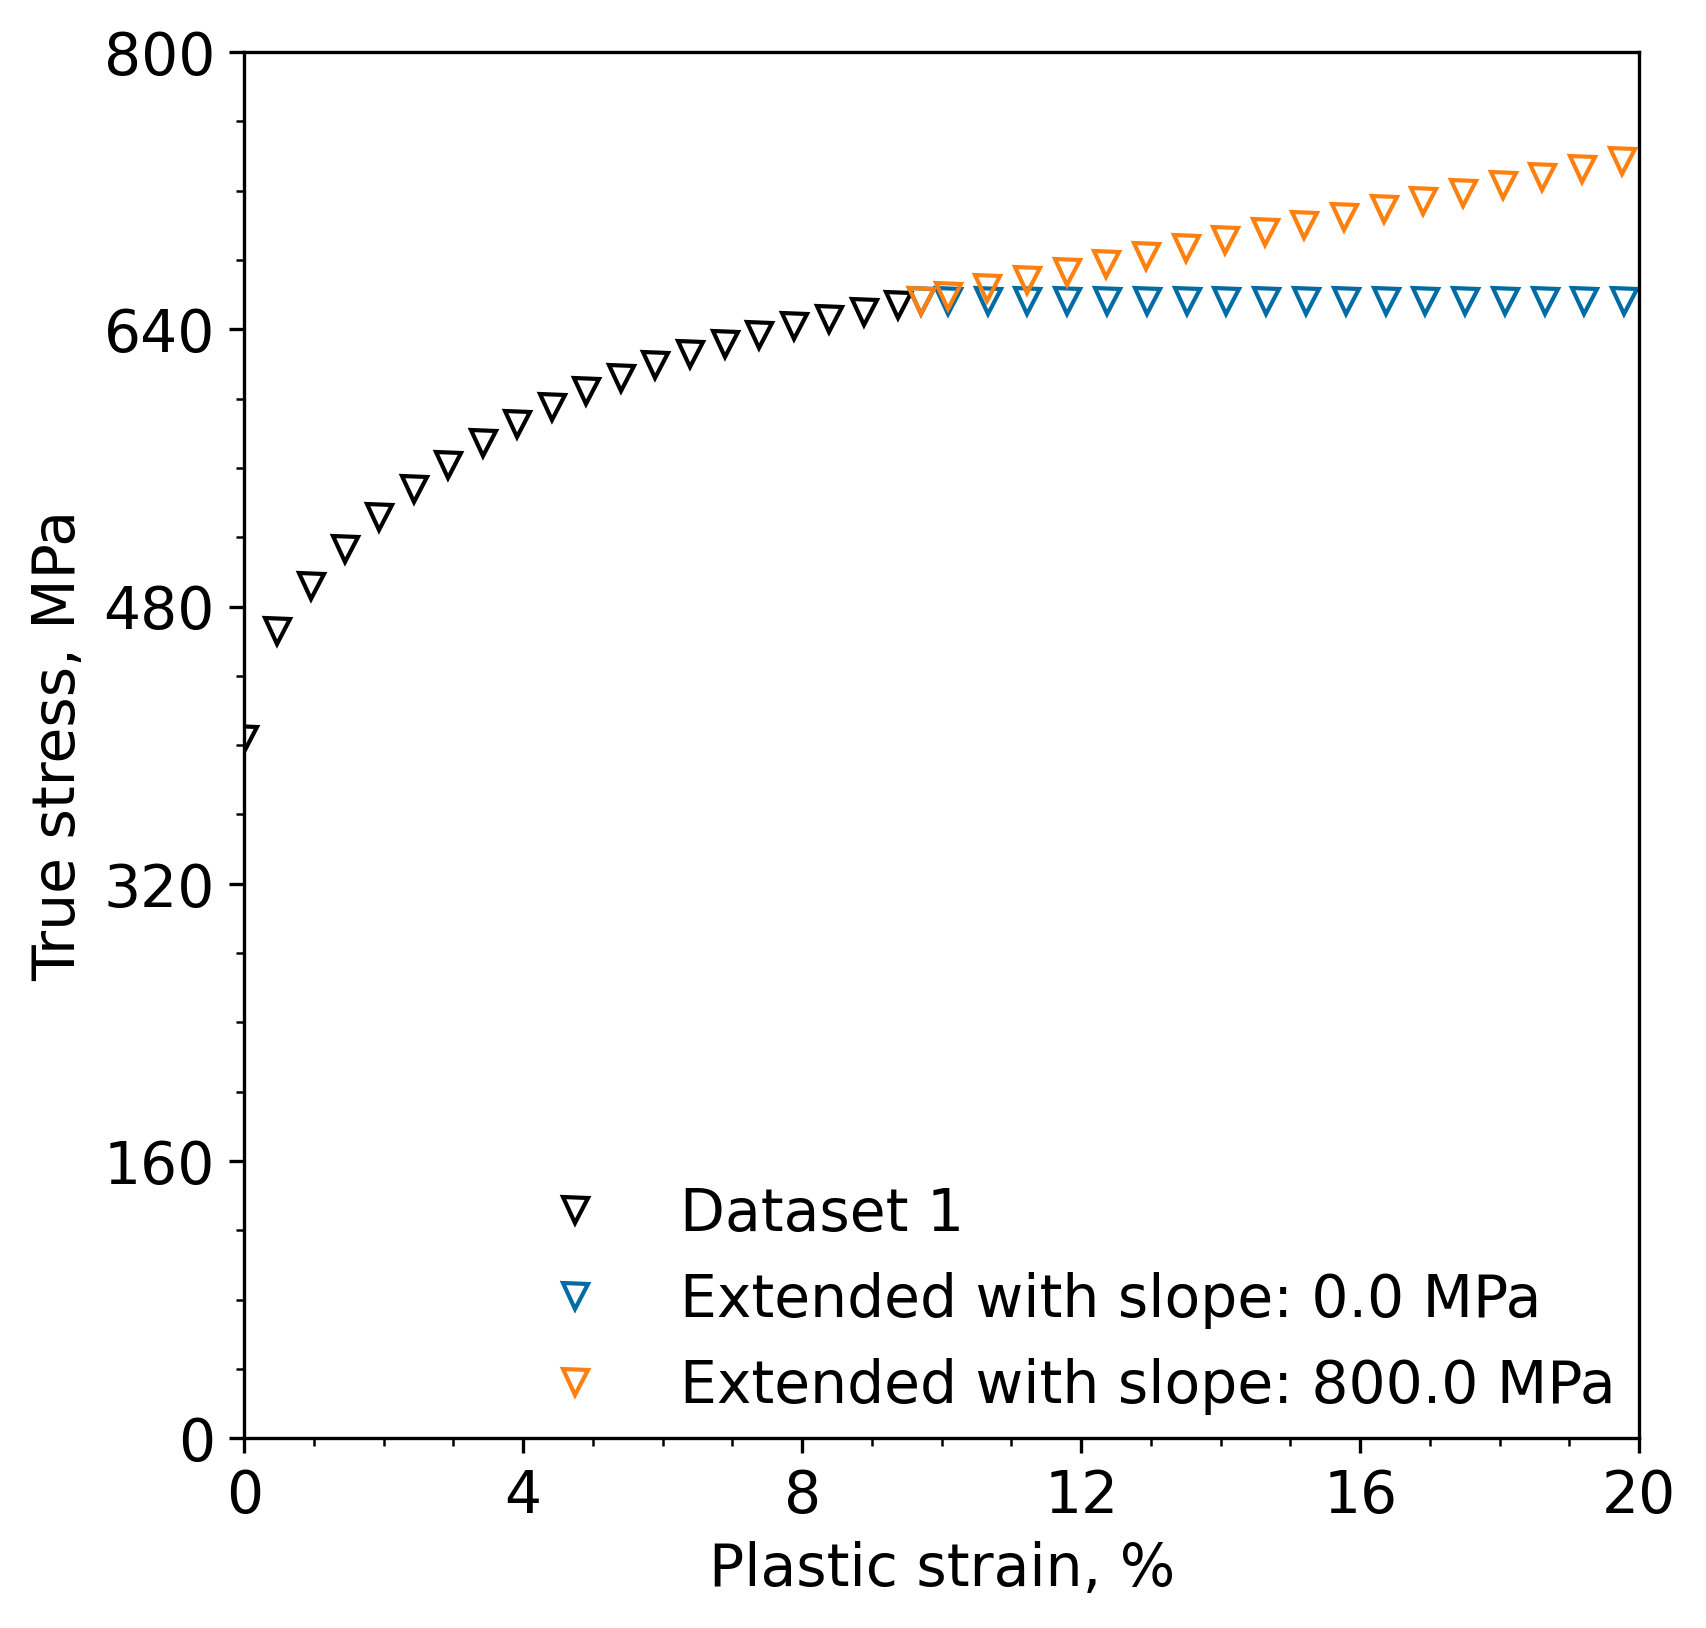 800
640
480
320
160
0
True stress, MPa
Dataset 1
Extended with slope: 0.0 MPa
Extended with slope: 800.0 MPa
0 4 8 12 16 20
Plastic strain, %